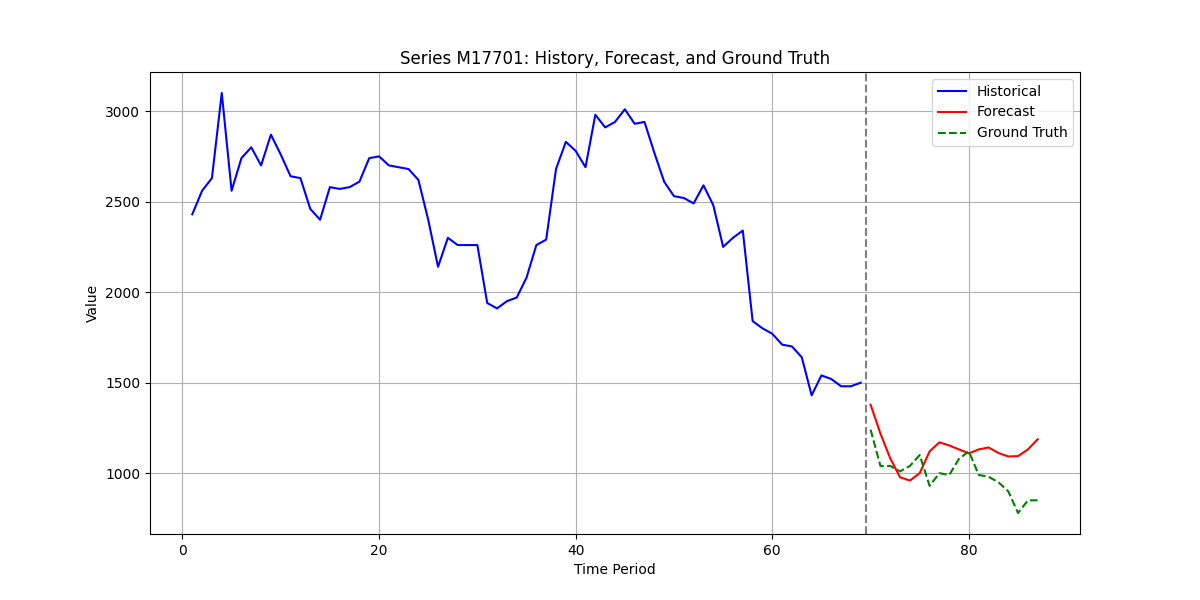 Series M17701: History, Forecast, and Ground Truth
Historical
Forecast
Ground Truth
3000
2500
2000
1500
1000
Value
0 20 40 60 80
Time Period